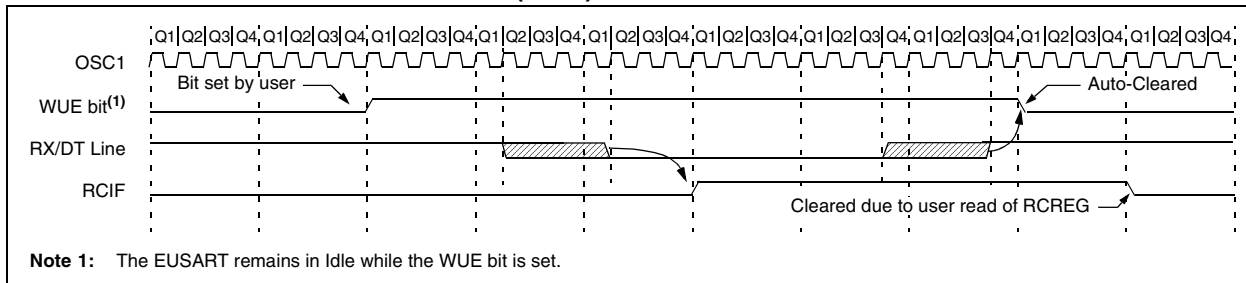 Q1 Q2 Q3 Q4 Q1 Q2 Q3 Q4 Q1 Q2 Q3 Q4 Q1 Q2 Q3 Q4 Q1 Q2 Q3 Q4 Q1 Q2 Q3 Q4 Q1 Q2 Q3 Q4 Q1 Q2 Q3 Q4 Q1 Q2 Q3 Q4 Q1 Q2 Q3 Q4
OSC1
Bit set by user
Auto-Cleared
WUE bit(1)
RX/DT Line
RCIF
Cleared due to user read of RCREG
Note 1: The EUSART remains in Idle while the WUE bit is set.